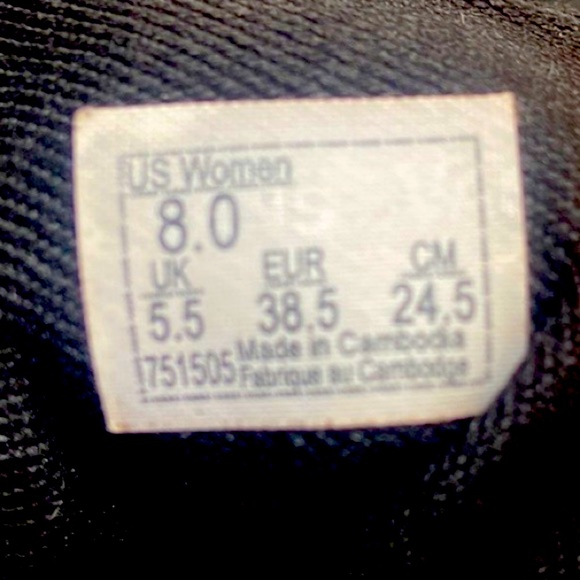 US Women
8.0
UK EUR CM
5.5 38.5 24.5
751505 Made in Cambodia
Fabrique au Cambodge